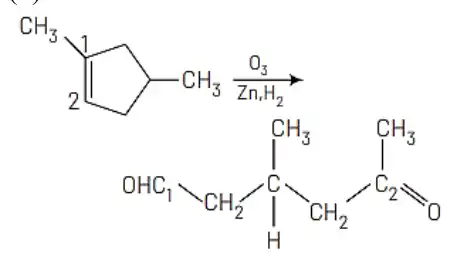 CH₃
1
2
CH₃
O₃
Zn,H₂
CH₃ CH₃
OHC₁ CH₂ C CH₂ C₂ O
H